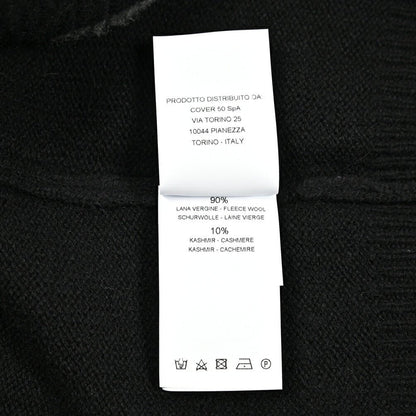 PRODOTTO DISTRIBUITO DA:
COVER 50 SpA
VIA TORINO 25
10044 PIANEZZA
TORINO - ITALY
90%
LANA VERGINE - FLEECE WOOL
SCHURWOLLE - LAINE VIERGE
10%
KASHMIR - CASHMERE
KASHMIR - CACHEMIRE
P